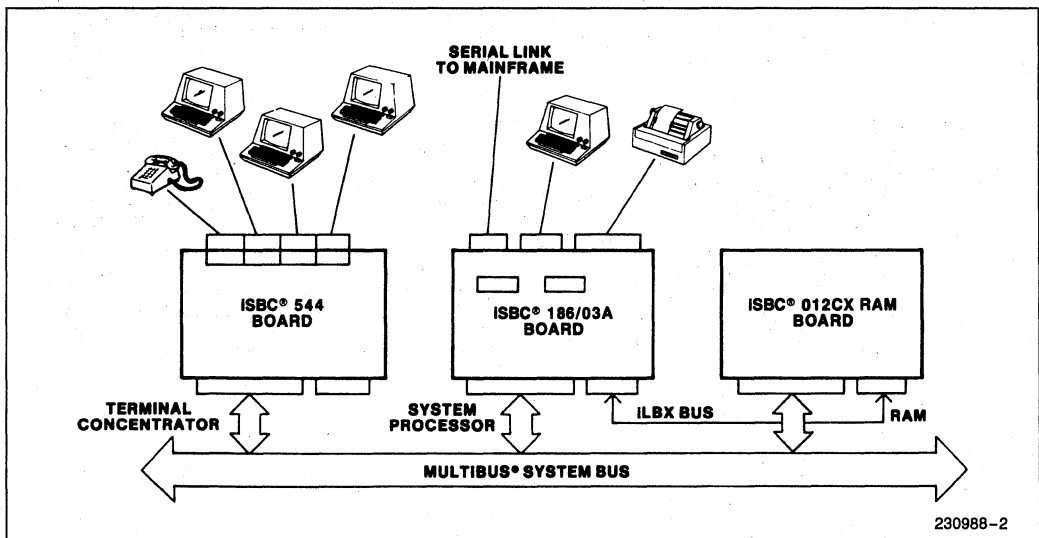 SERIAL LINK
TO MAINFRAME
iSBC® 544
BOARD
iSBC® 186/03A
BOARD
iSBC® 012CX RAM
BOARD
TERMINAL
CONCENTRATOR
SYSTEM
PROCESSOR
iLBX BUS
RAM
MULTIBUS® SYSTEM BUS
230988-2